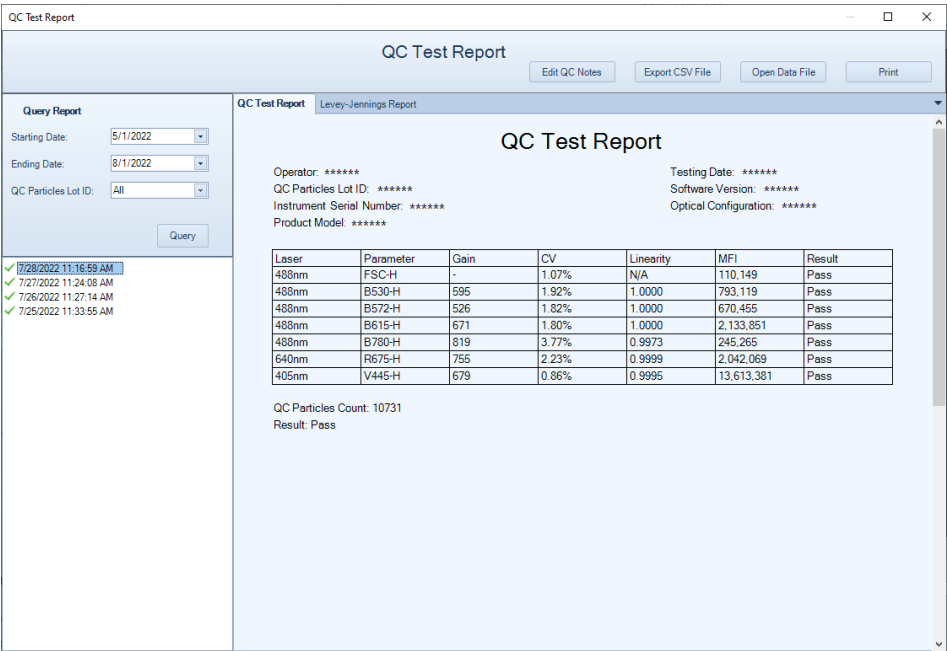 QC Test Report
QC Test Report
Edit QC Notes
Export CSV File
Open Data File
Print
Query Report
Starting Date: 5/1/2022
Ending Date: 8/1/2022
QC Particles Lot ID: All
Query
7/28/2022 11:16:59 AM
7/27/2022 11:24:08 AM
7/26/2022 11:27:14 AM
7/25/2022 11:33:55 AM
QC Test Report Levey-Jennings Report
QC Test Report
Operator: ****** Testing Date: ******
QC Particles Lot ID: ****** Software Version: ******
Instrument Serial Number: ****** Optical Configuration: ******
Product Model: ******
Laser Parameter Gain CV Linearity MFI Result
488nm FSC-H - 1.07% N/A 110,149 Pass
488nm B530-H 595 1.92% 1.0000 793,119 Pass
488nm B572-H 526 1.82% 1.0000 670,455 Pass
488nm B615-H 671 1.80% 1.0000 2,133,851 Pass
488nm B780-H 819 3.77% 0.9973 245,265 Pass
640nm R675-H 755 2.23% 0.9999 2,042,069 Pass
405nm V445-H 679 0.86% 0.9995 13,613,381 Pass
QC Particles Count: 10731
Result: Pass